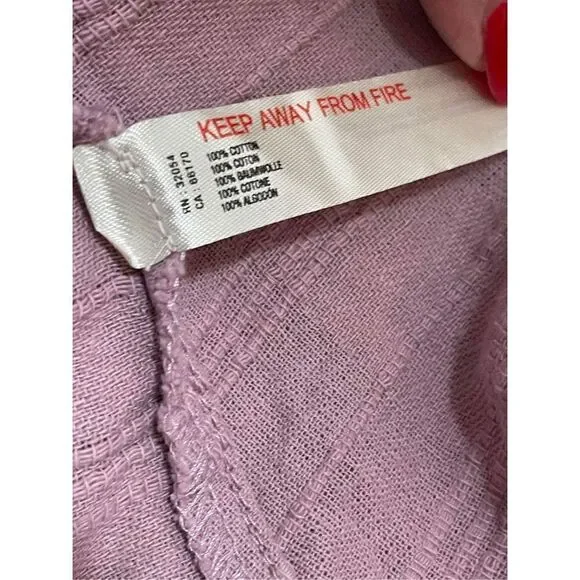 KEEP AWAY FROM FIRE
100% COTTON
100% COTON
100% BAUMWOLLE
100% COTONE
100% ALGODÓN
RN : 32054
CA : 66170